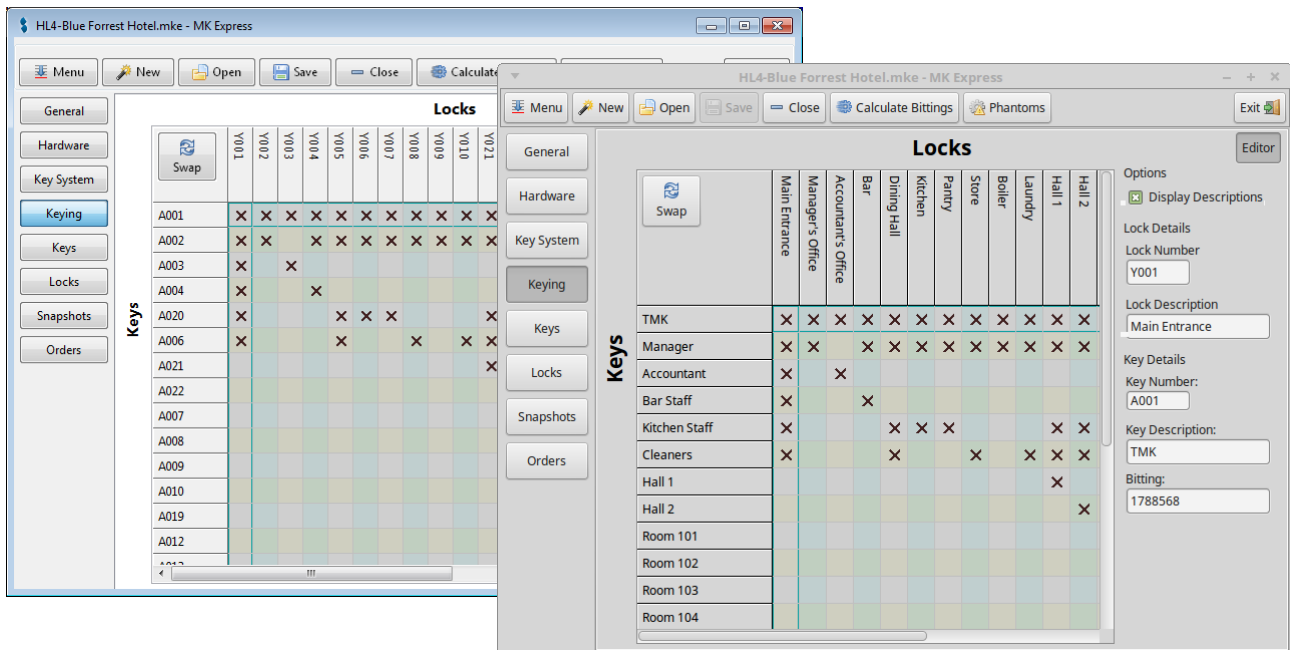 HL4-Blue Forrest Hotel.mke - MK Express
Menu New Open Save Close Calculate
General
Hardware
Key System
Keying
Keys
Locks
Snapshots
Orders
Locks
Swap
Y001 Y002 Y003 Y004 Y005 Y006 Y007 Y008 Y009 Y010 Y021
Keys
A001
A002
A003
A004
A020
A006
A021
A022
A007
A008
A009
A010
A019
A012
HL4-Blue Forrest Hotel.mke - MK Express
Menu New Open Save Close Calculate Bittings Phantoms Exit
General
Hardware
Key System
Keying
Keys
Locks
Snapshots
Orders
Locks
Editor
Swap
Main Entrance
Manager's Office
Accountant's Office
Bar
Dining Hall
Kitchen
Pantry
Store
Boiler
Laundry
Hall 1
Hall 2
Keys
TMK
Manager
Accountant
Bar Staff
Kitchen Staff
Cleaners
Hall 1
Hall 2
Room 101
Room 102
Room 103
Room 104
Options
Display Descriptions
Lock Details
Lock Number
Y001
Lock Description
Main Entrance
Key Details
Key Number:
A001
Key Description:
TMK
Bitting:
1788568